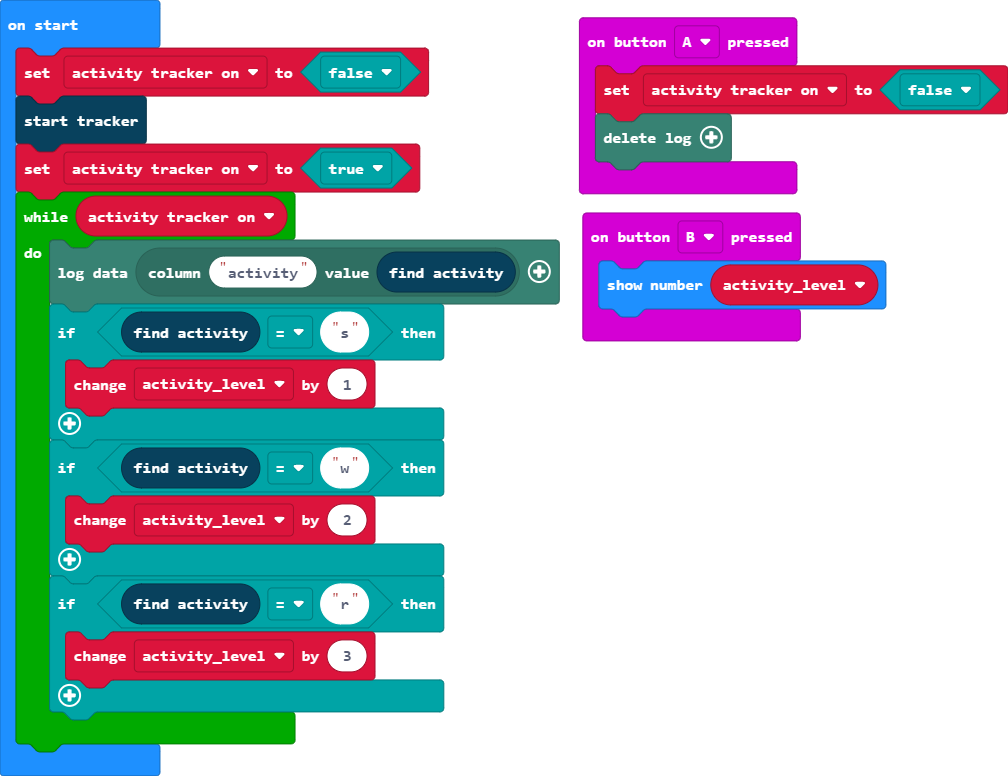 on start
set activity tracker on to false
start tracker
set activity tracker on to true
while activity tracker on
do
log data column "activity" value find activity
if find activity = "s" then
change activity_level by 1
if find activity = "w" then
change activity_level by 2
if find activity = "r" then
change activity_level by 3
on button A pressed
set activity tracker on to false
delete log
on button B pressed
show number activity_level